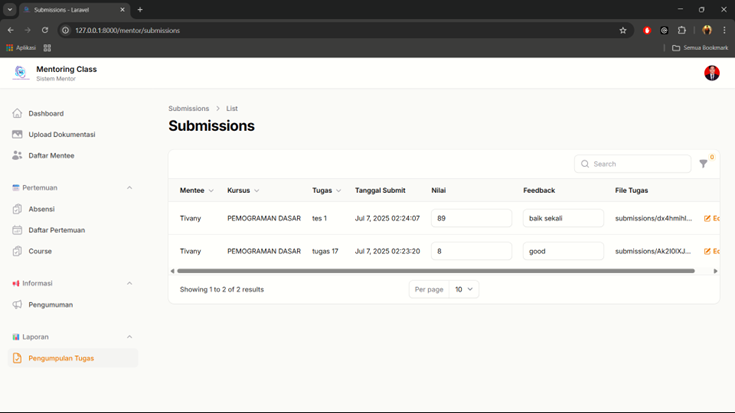 Submissions - Laravel
127.0.0.1:8000/mentor/submissions
Aplikasi
Semua Bookmark
Mentoring Class
Sistem Mentor
Dashboard
Upload Dokumentasi
Daftar Mentee
Pertemuan
Absensi
Daftar Pertemuan
Course
Informasi
Pengumuman
Laporan
Pengumpulan Tugas
Submissions > List
Submissions
Search
0
Mentee Kursus Tugas Tanggal Submit Nilai Feedback File Tugas
Tivany PEMOGRAMAN DASAR tes 1 Jul 7, 2025 02:24:07 89 baik sekali submissions/dx4hmihl... Ed
Tivany PEMOGRAMAN DASAR tugas 17 Jul 7, 2025 02:23:20 8 good Ed
Showing 1 to 2 of 2 results
Per page 10